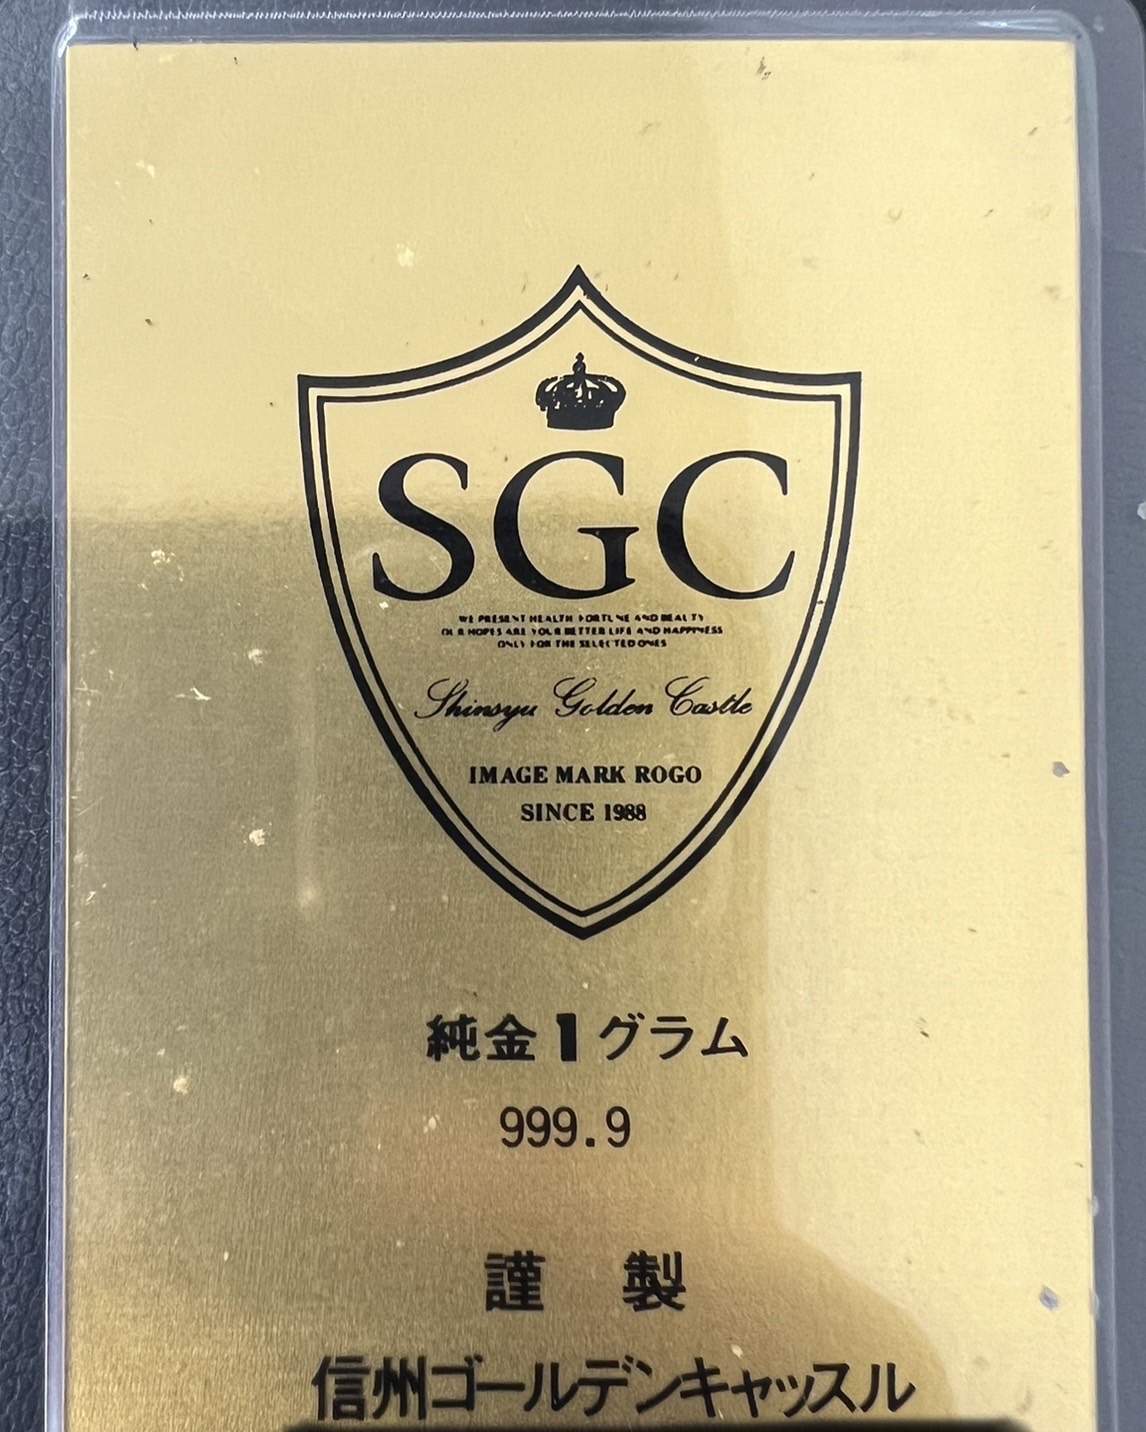 SGC
WE PRESENT HEALTH FORTUNE AND BEAUTY
OUR HOPES ARE YOUR BETTER LIFE AND HAPPINESS
ONLY FOR THE SELECTED ONES
Shinsyu Golden Castle
IMAGE MARK ROGO
SINCE 1988
純金1グラム
999.9
謹 製
信州ゴールデンキャッスル